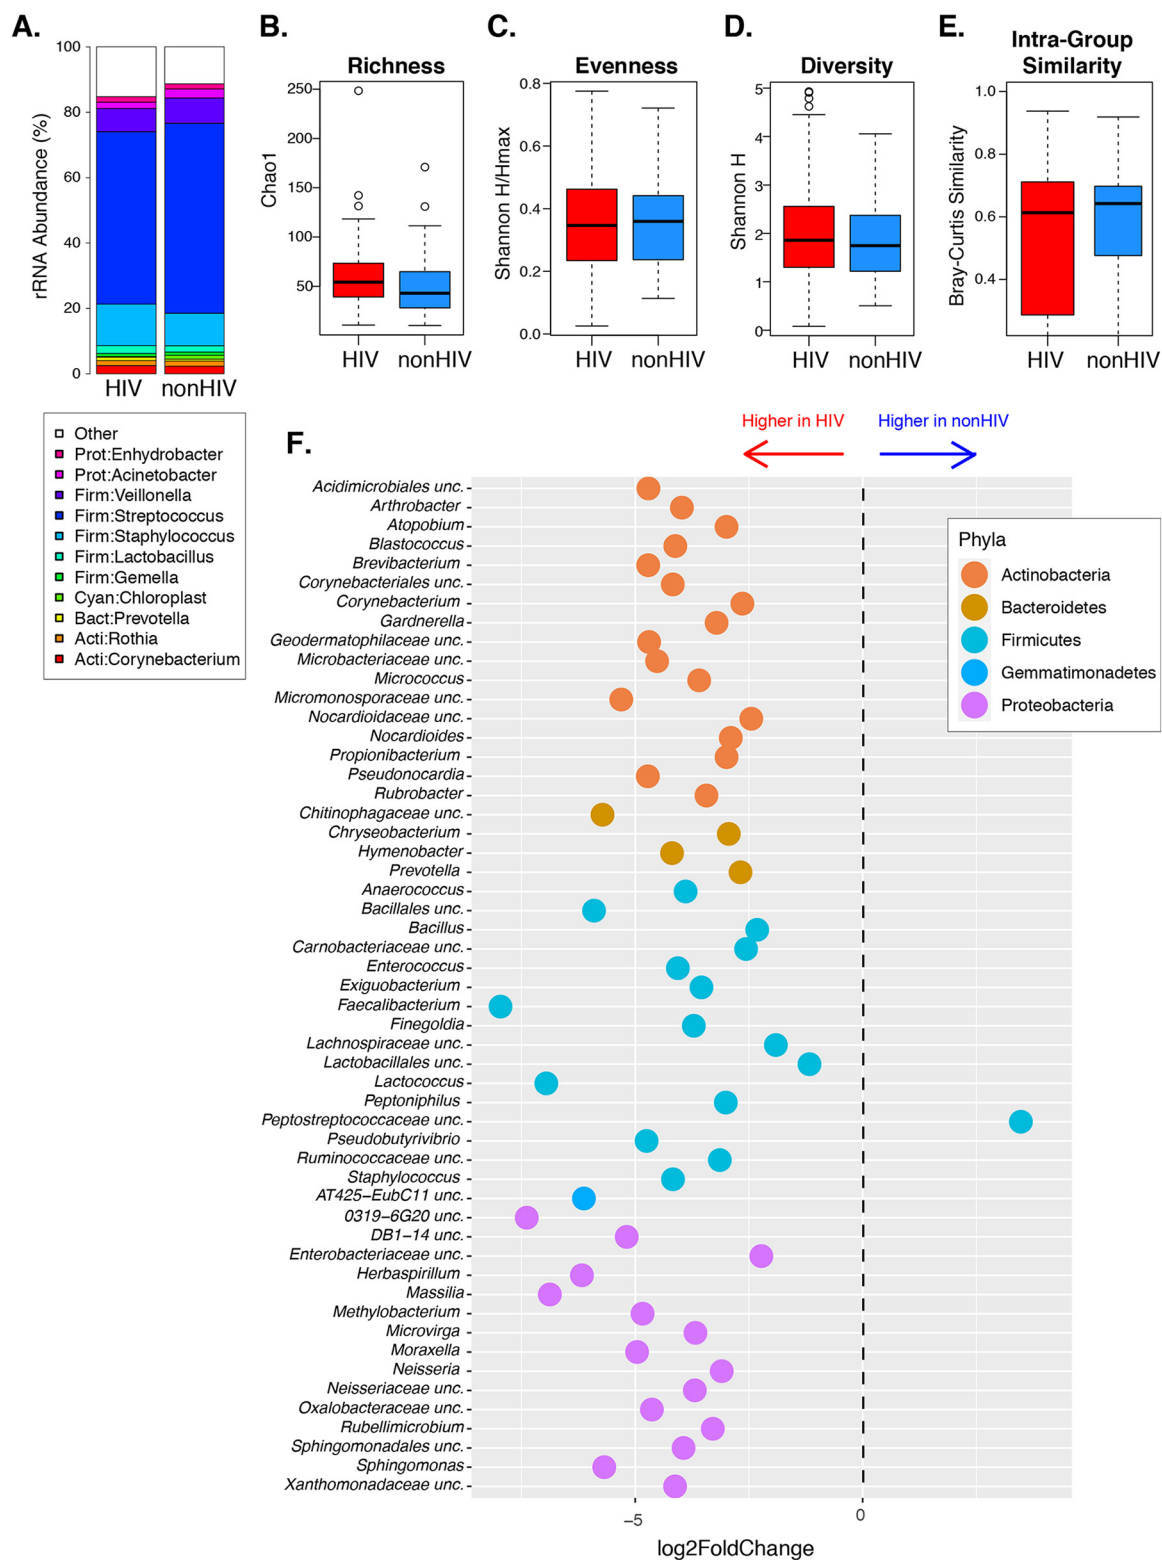 A.
100
80
60
40
20
0
rRNA Abundance (%)
HIV nonHIV
Other
Prot:Enhydrobacter
Prot:Acinetobacter
Firm:Veillonella
Firm:Streptococcus
Firm:Staphylococcus
Firm:Lactobacillus
Firm:Gemella
Cyan:Chloroplast
Bact:Prevotella
Acti:Rothia
Acti:Corynebacterium
B.
Richness
250
200
150
100
50
Chao1
HIV nonHIV
C.
Evenness
0.8
0.6
0.4
0.2
0.0
Shannon H/Hmax
HIV nonHIV
D.
Diversity
5
4
3
2
1
0
Shannon H
HIV nonHIV
E.
Intra-Group
Similarity
1.0
0.8
0.6
0.4
Bray-Curtis Similarity
HIV nonHIV
F.
Higher in HIV
Higher in nonHIV
Acidimicrobiales unc.
Arthrobacter
Atopobium
Blastococcus
Brevibacterium
Corynebacteriales unc.
Corynebacterium
Gardnerella
Geodermatophilaceae unc.
Microbacteriaceae unc.
Micrococcus
Micromonosporaceae unc.
Nocardioidaceae unc.
Nocardioides
Propionibacterium
Pseudonocardia
Rubrobacter
Chitinophagaceae unc.
Chryseobacterium
Hymenobacter
Prevotella
Anaerococcus
Bacillales unc.
Bacillus
Carnobacteriaceae unc.
Enterococcus
Exiguobacterium
Faecalibacterium
Finegoldia
Lachnospiraceae unc.
Lactobacillales unc.
Lactococcus
Peptoniphilus
Peptostreptococcaceae unc.
Pseudobutyrivibrio
Ruminococcaceae unc.
Staphylococcus
AT425−EubC11 unc.
0319−6G20 unc.
DB1−14 unc.
Enterobacteriaceae unc.
Herbaspirillum
Massilia
Methylobacterium
Microvirga
Moraxella
Neisseria
Neisseriaceae unc.
Oxalobacteraceae unc.
Rubellimicrobium
Sphingomonadales unc.
Sphingomonas
Xanthomonadaceae unc.
−5 0
log2FoldChange
Phyla
Actinobacteria
Bacteroidetes
Firmicutes
Gemmatimonadetes
Proteobacteria